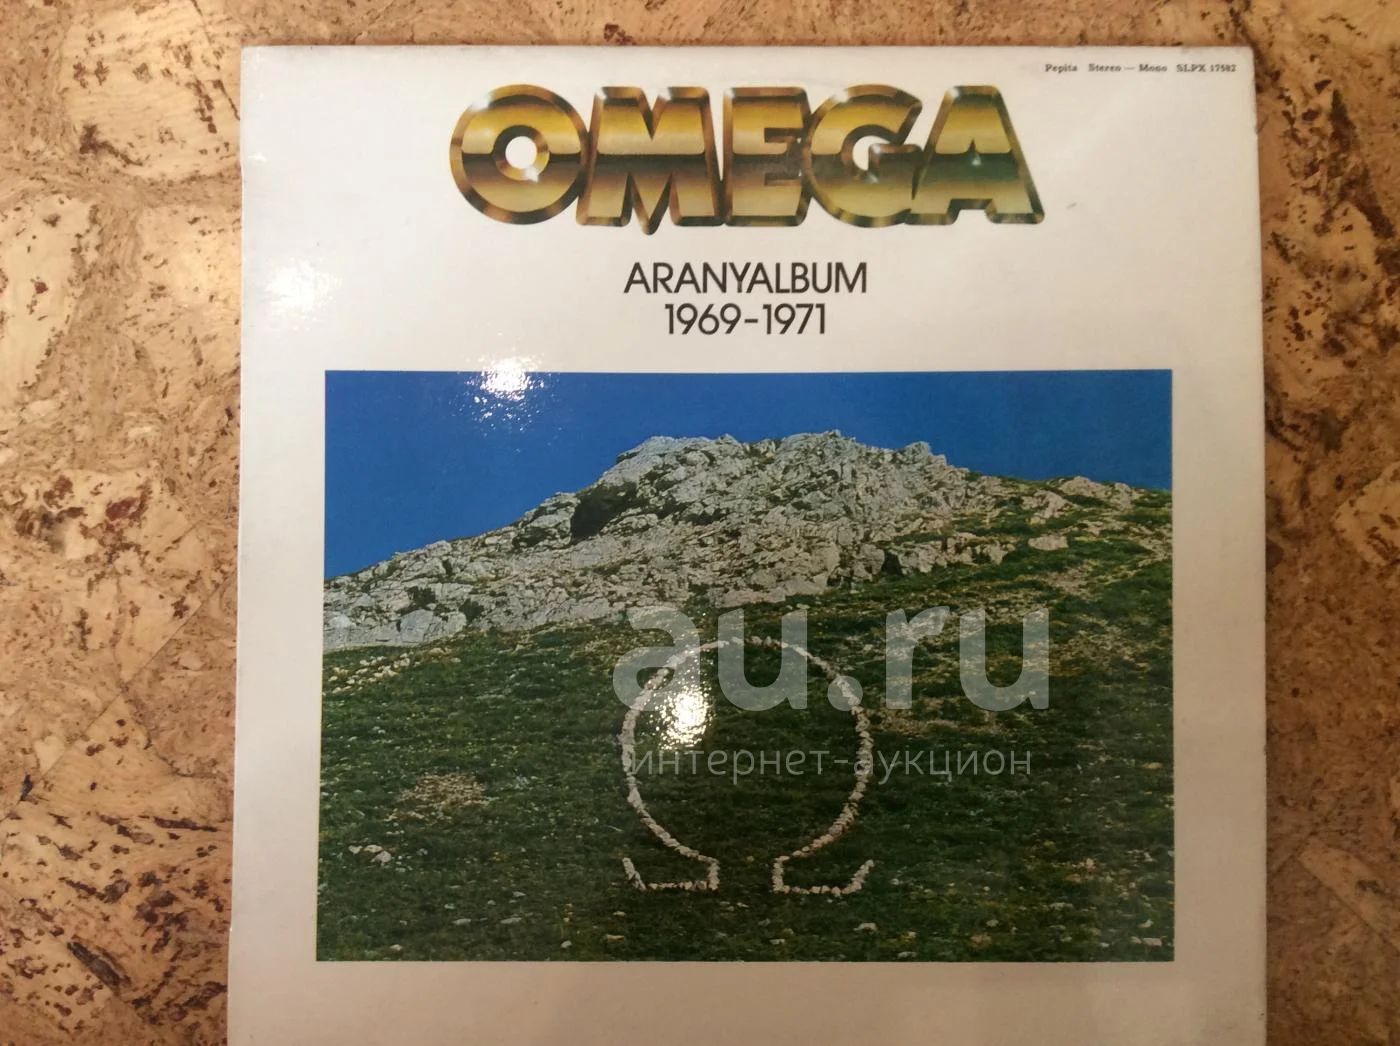 Pepita Stereo — Mono SLPX 17582
OMEGA
ARANYALBUM
1969-1971
au.ru
интернет-аукцион